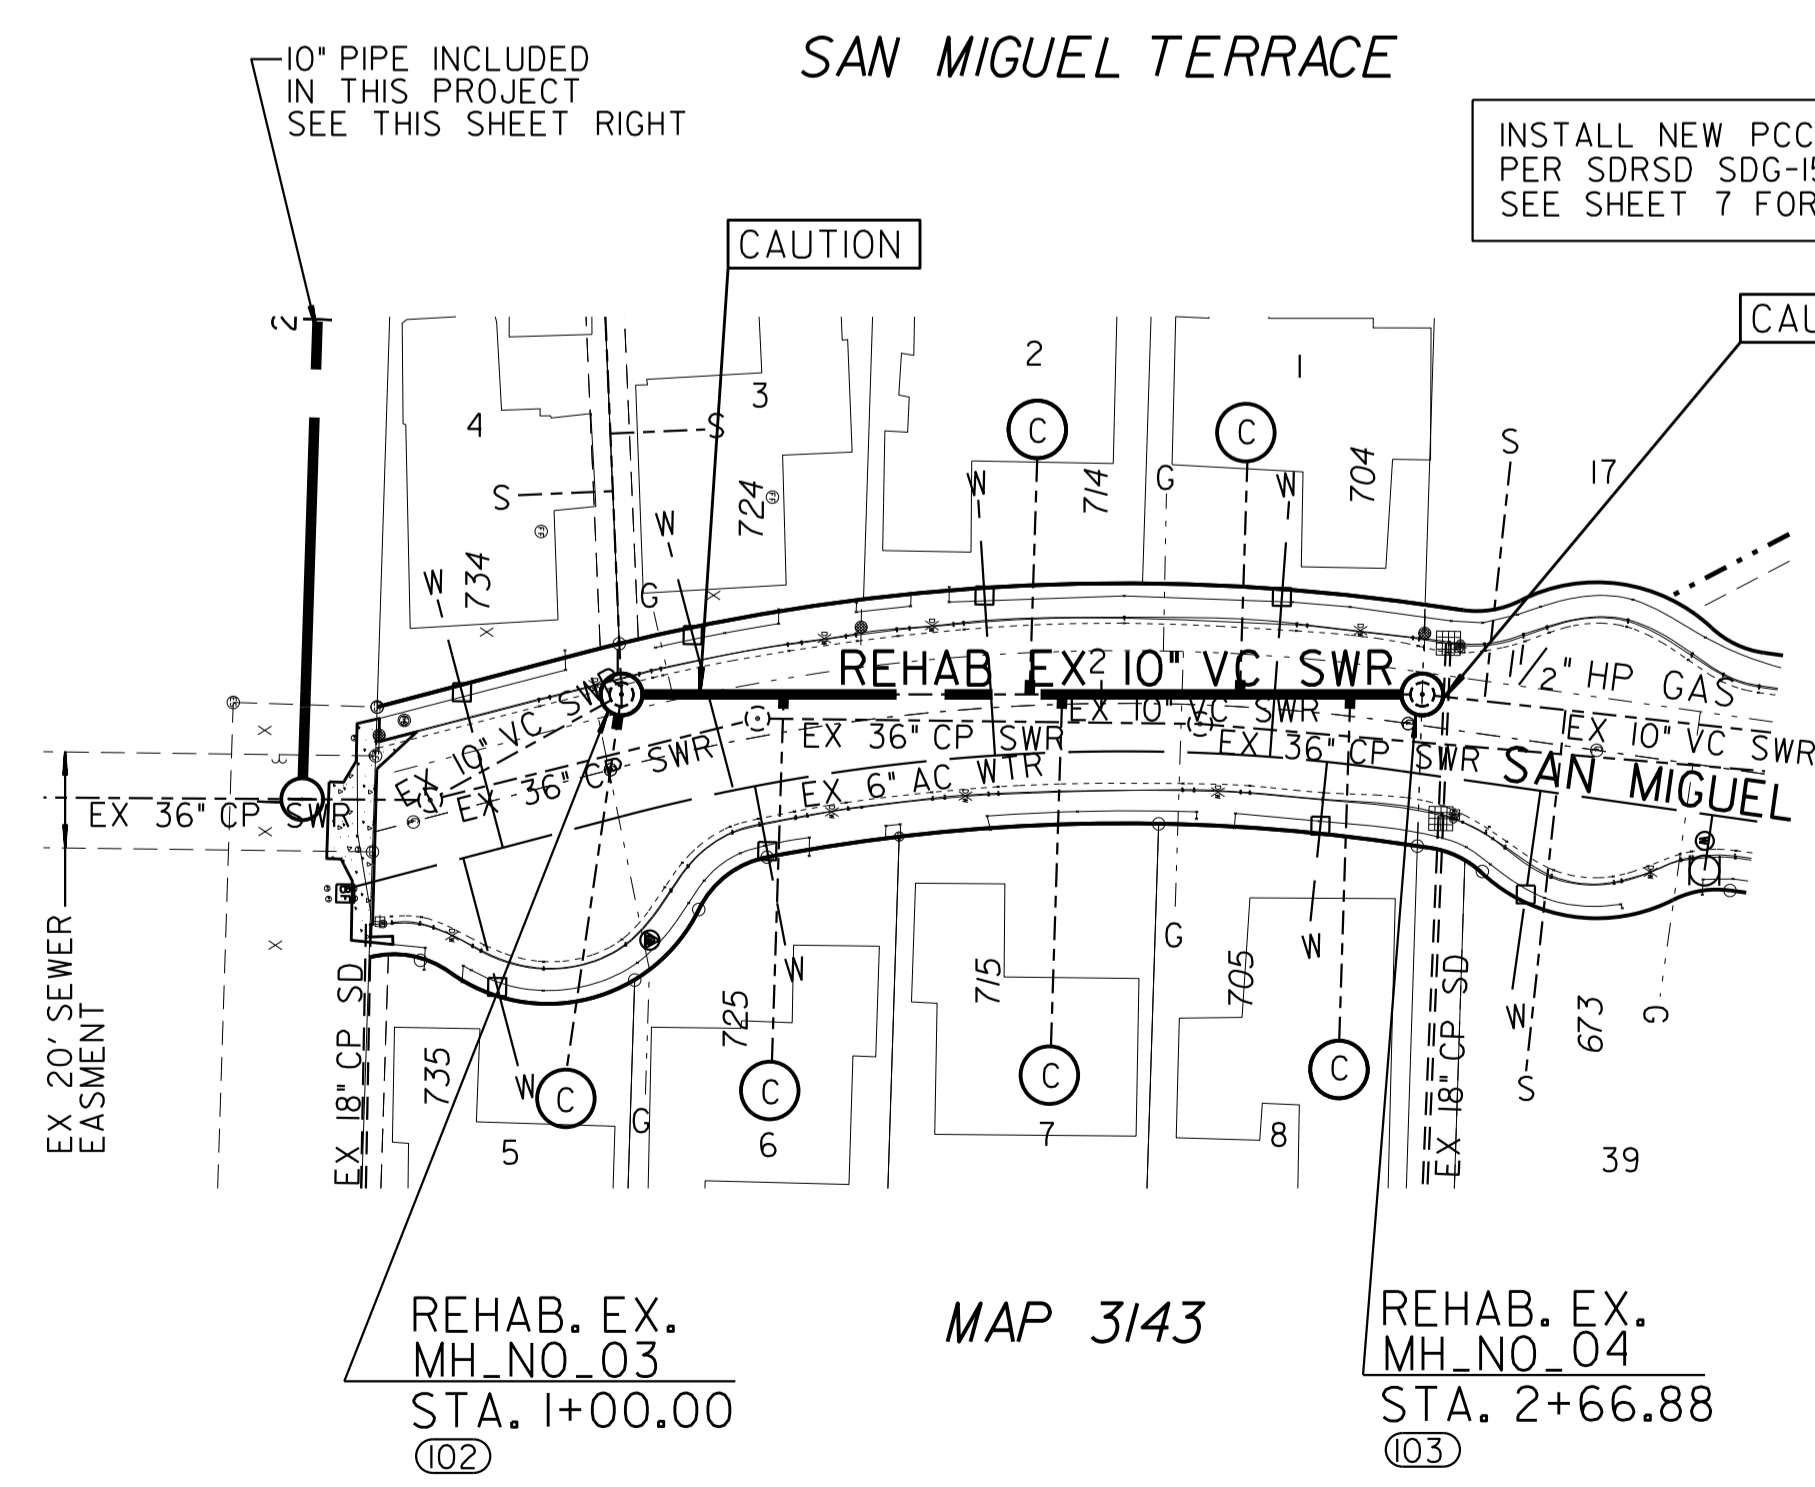 SAN MIGUEL TERRACE
10" PIPE INCLUDED
IN THIS PROJECT
SEE THIS SHEET RIGHT
INSTALL NEW PCC
PER SDRSD SDG-15
SEE SHEET 7 FOR
CAUTION
CAU
2
4
3
2
1
17
C
C
S
S
S
W
W
W
W
G
G
734
724
714
704
REHAB EX 10" VC SWR
2
1 1/2" HP GAS
EX 10" VC SWR
EX 10" VC SWR
EX 10" VC SWR
EX 36" CP SWR
EX 36" CP SWR
EX 36" CP SWR
EX 36" CP SWR
EX 6" AC WTR
SAN MIGUEL
W
EX 20' SEWER
EASMENT
EX 18" CP SD
EX 18" CP SD
735
725
715
705
673
W
W
W
W
G
G
G
S
C
C
C
C
5
6
7
8
39
REHAB. EX.
MH_NO_03
STA. 1+00.00
102
MAP 3143
REHAB. EX.
MH_NO_04
STA. 2+66.88
103